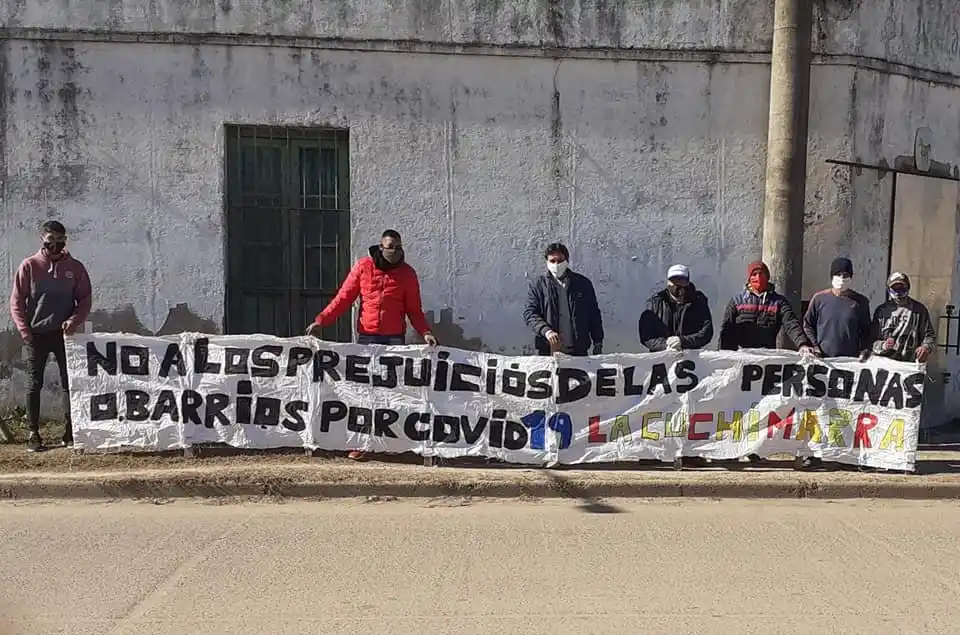 NO A LOS PREJUICIOS DE LAS PERSONAS
O.BARRIOS POR COVID 19 LA CUCHIMARRA